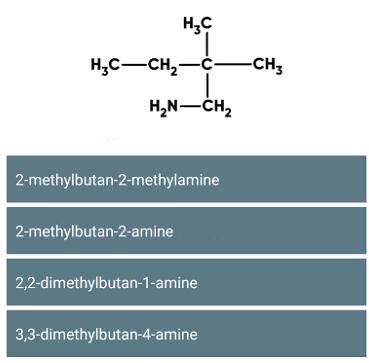 H₃C
H₃C—CH₂—C—CH₃
H₂N—CH₂
2-methylbutan-2-methylamine
2-methylbutan-2-amine
2,2-dimethylbutan-1-amine
3,3-dimethylbutan-4-amine